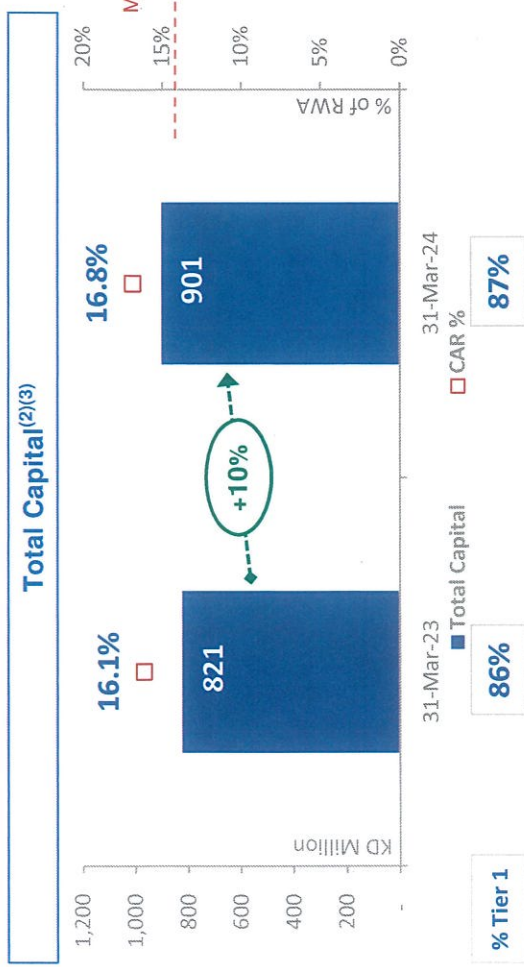 Total Capital(2)(3)
KD Million
1,200
1,000
800
600
400
200
-
% of RWA
20%
15%
10%
5%
0%
M
16.1%
16.8%
821
+10%
901
31-Mar-23
31-Mar-24
Total Capital
CAR %
% Tier 1
86%
87%